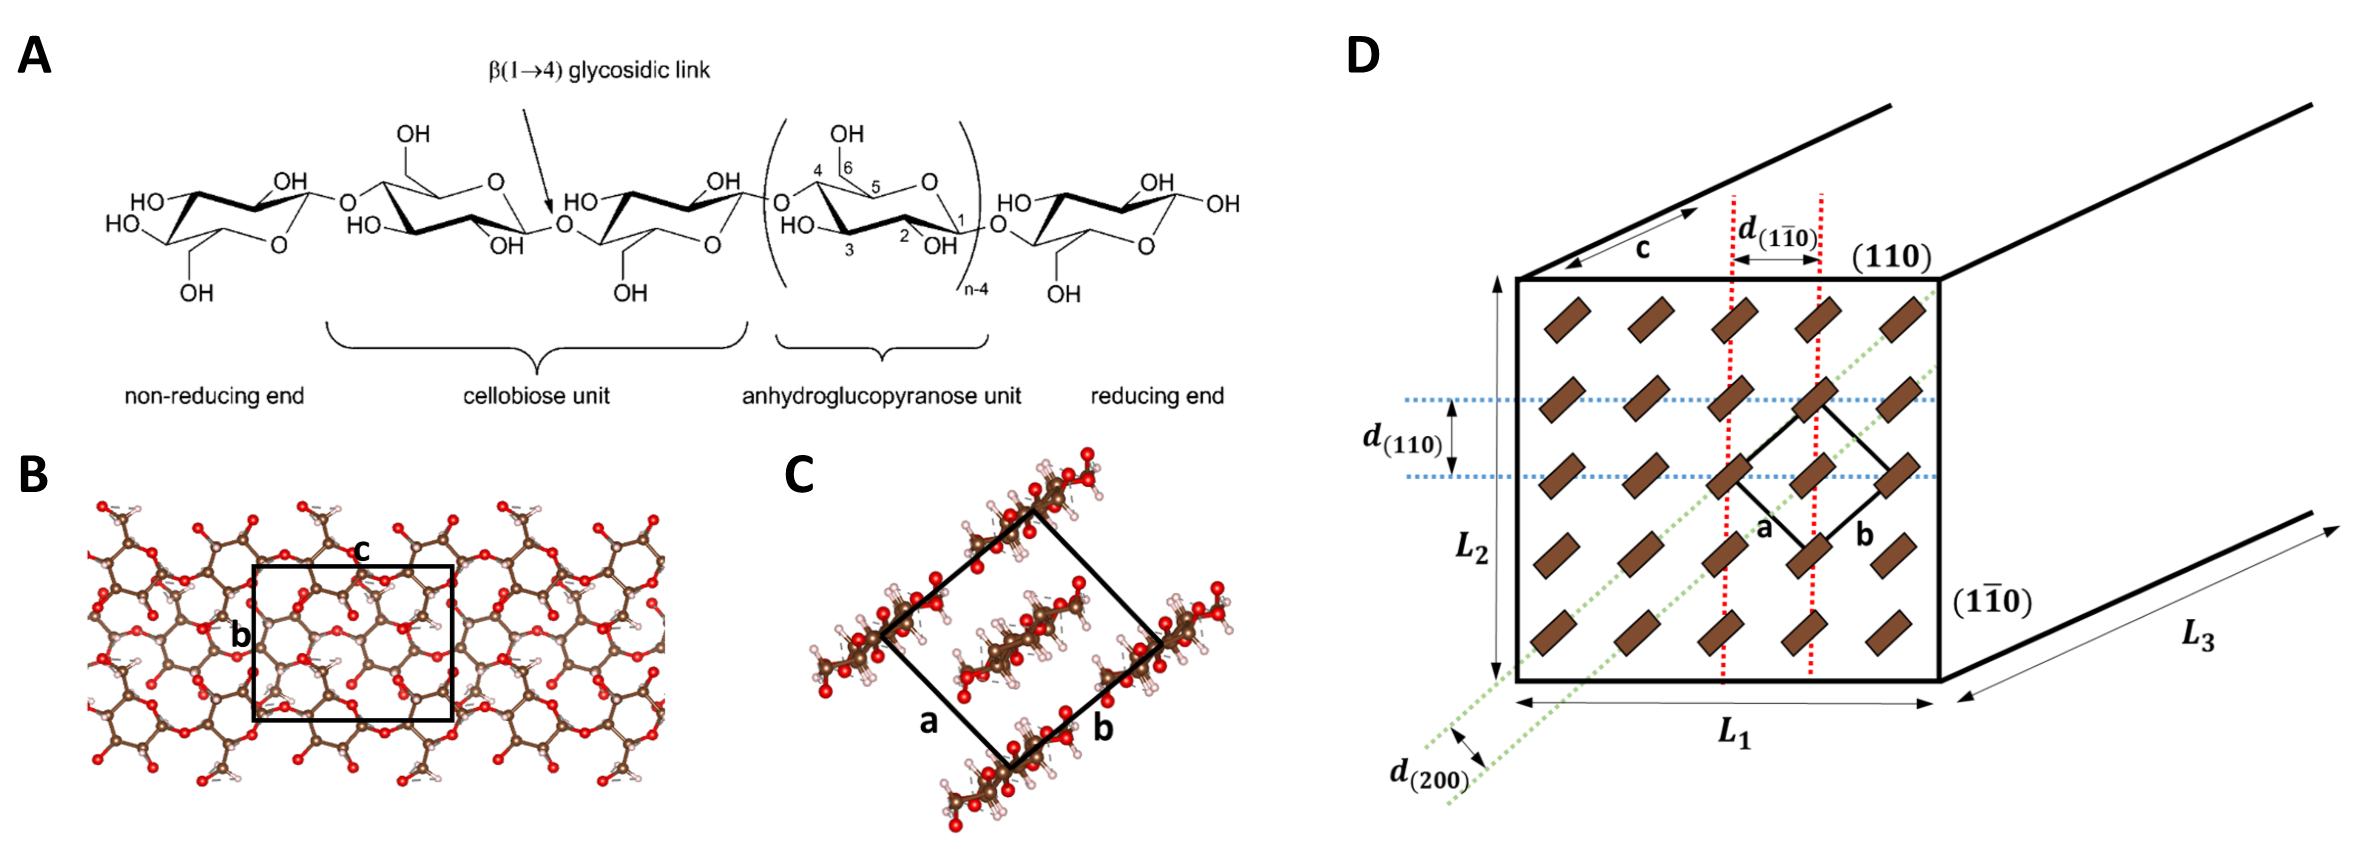 A
β(1→4) glycosidic link
OH
OH
HO
OH
O
O
HO
OH
HO
O
HO
OH
O
HO
OH
O
OH
O
O
HO
OH
O
1
2
3
4
5
6
n-4
O
HO
OH
OH
O
OH
non-reducing end
cellobiose unit
anhydroglucopyranose unit
reducing end
B
c
b
C
a
b
D
c
d(11̅0)
(110)
d(110)
L2
a
b
(11̅0)
L3
L1
d(200)